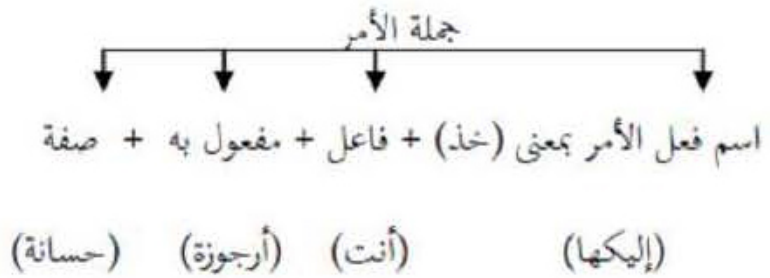 جملة الأمر
اسم فعل الأمر بمعنى (خذ) + فاعل + مفعول به + صفة
(إليكها) (أنت) (أرجوزة) (حسانة)